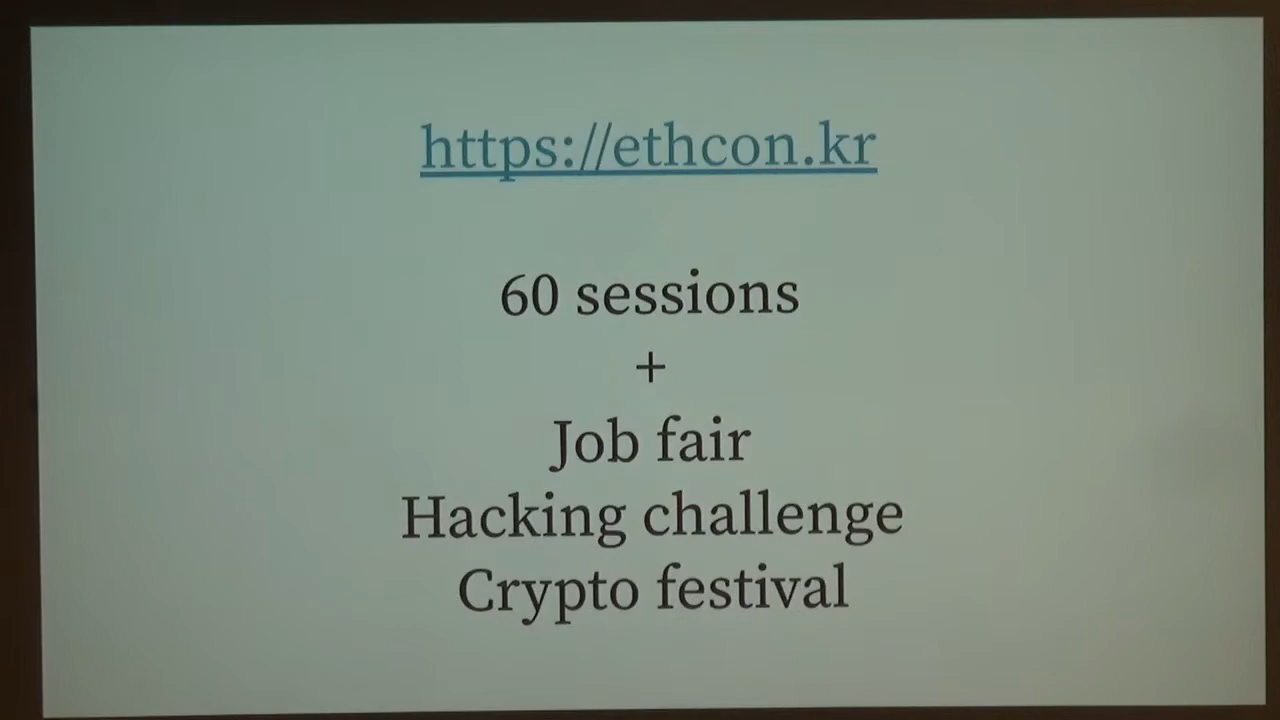 https://ethcon.kr
60 sessions
+
Job fair
Hacking challenge
Crypto festival